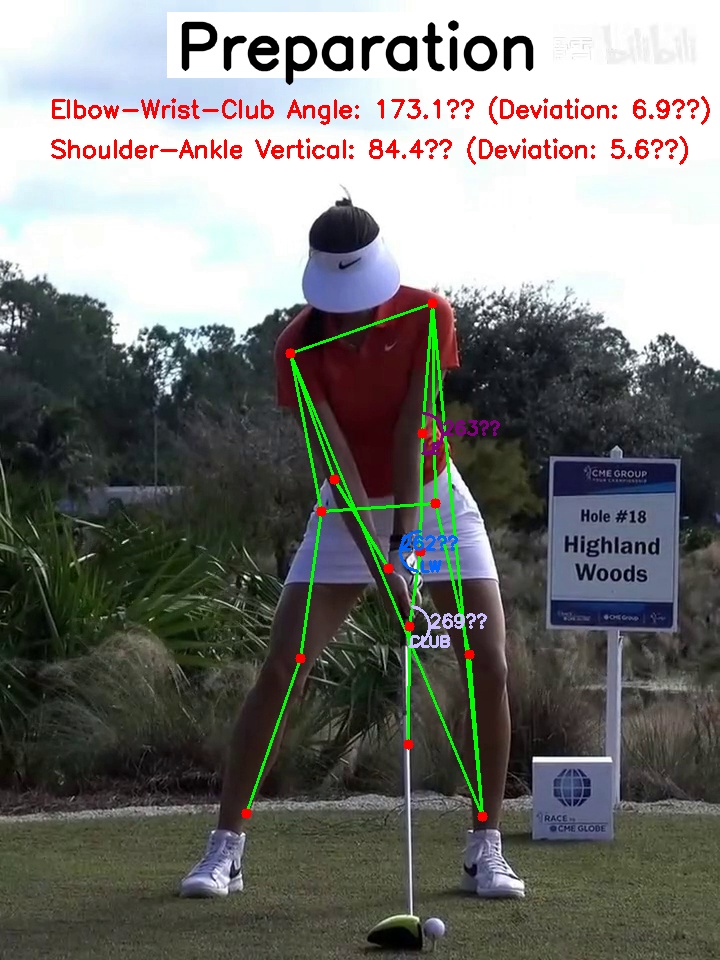 Preparation
bilibili
Elbow-Wrist-Club Angle: 173.1?? (Deviation: 6.9??)
Shoulder-Ankle Vertical: 84.4?? (Deviation: 5.6??)
263??
LE
262??
LW
269??
CLUB
CME GROUP
TOUR CHAMPIONSHIP
Hole #18
Highland
Woods
CME Group
RACE to
CME GLOBE